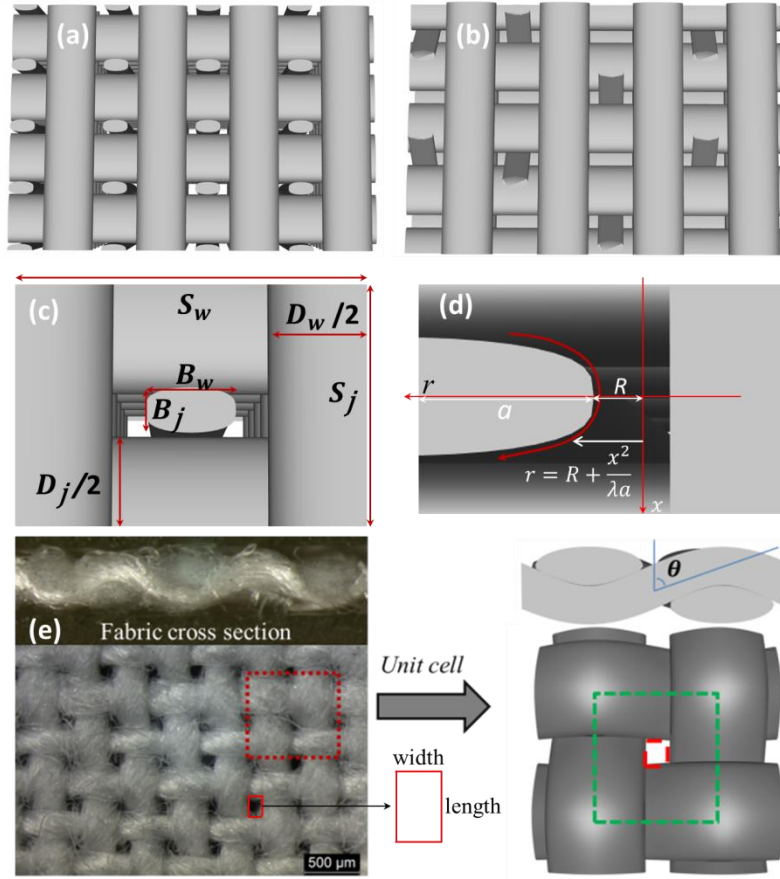 (a)
(b)
(c)
S_w
D_w/2
B_w
B_j
S_j
D_j/2
(d)
r
R
a
r = R + x²/λa
x
(e)
Fabric cross section
Unit cell
θ
width
length
500 μm